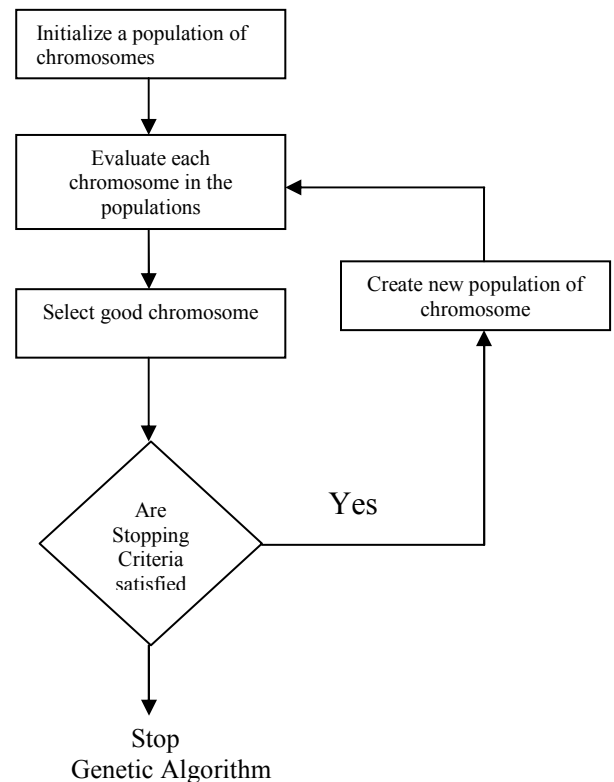 Initialize a population of
chromosomes
Evaluate each
chromosome in the
populations
Select good chromosome
Create new population of
chromosome
Are
Stopping
Criteria
satisfied
Yes
Stop
Genetic Algorithm